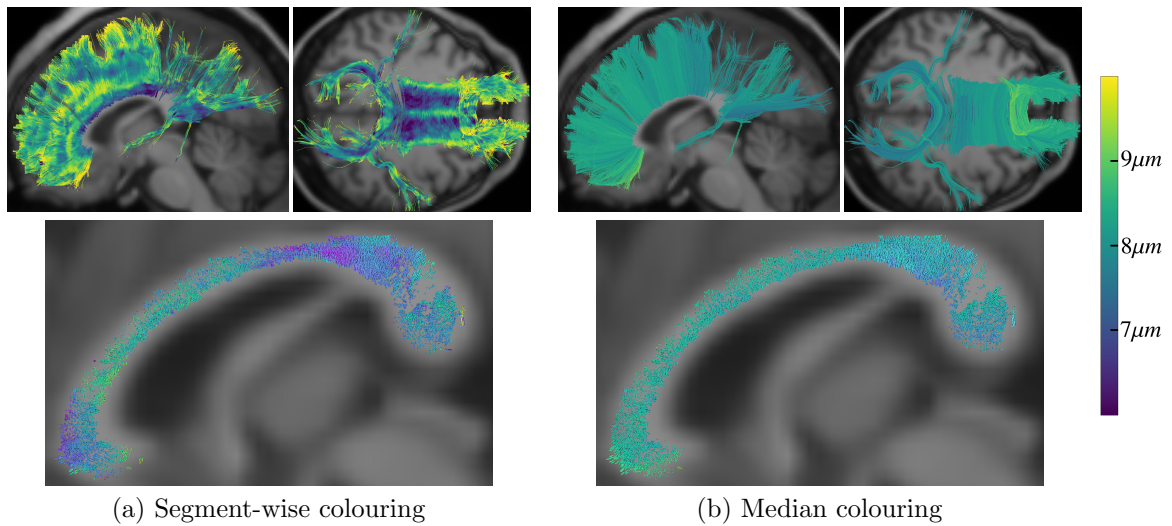 9μm
8μm
7μm
(a) Segment-wise colouring
(b) Median colouring